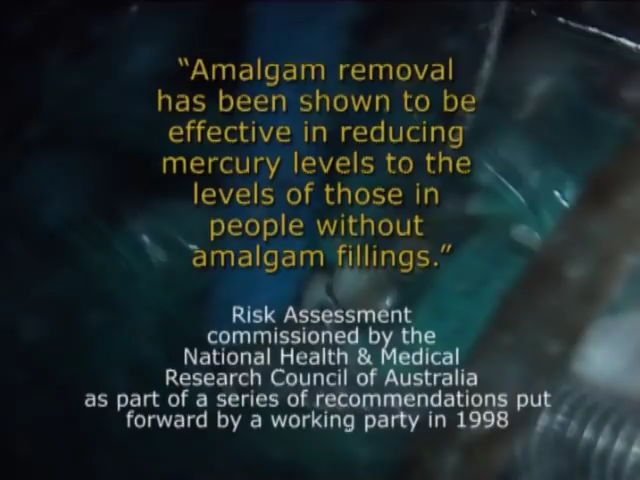 “Amalgam removal
has been shown to be
effective in reducing
mercury levels to the
levels of those in
people without
amalgam fillings.”
Risk Assessment
commissioned by the
National Health & Medical
Research Council of Australia
as part of a series of recommendations put
forward by a working party in 1998